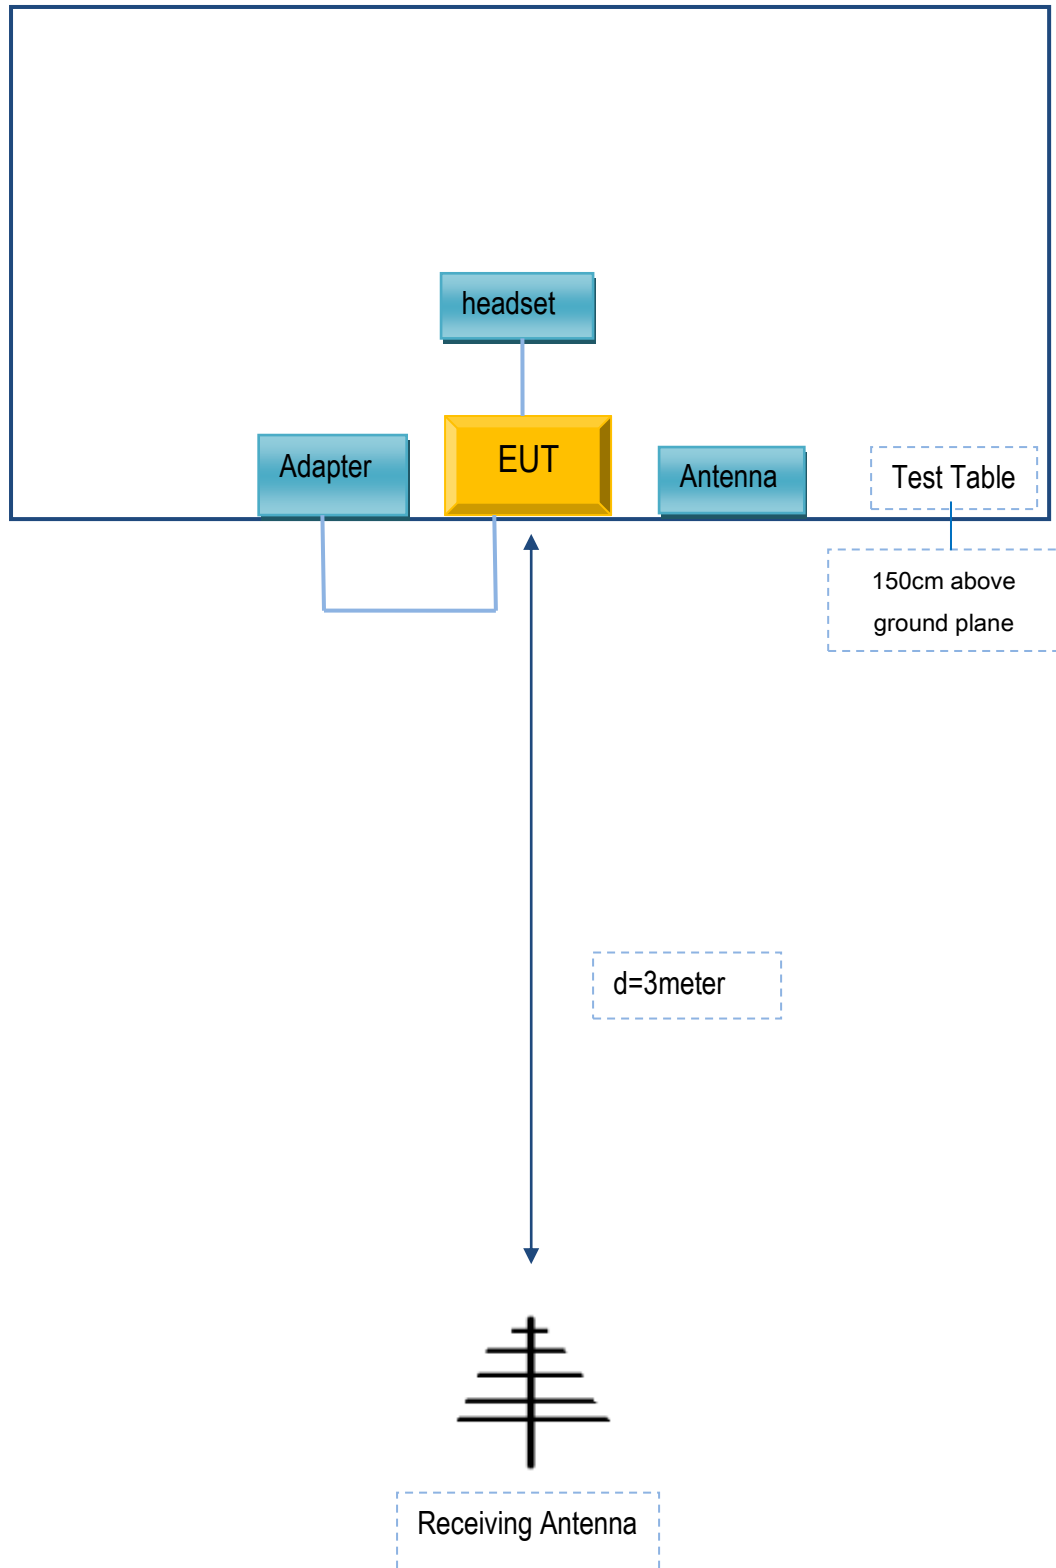 headset
Adapter
EUT
Antenna
Test Table
150cm above
ground plane
d=3meter
Receiving Antenna